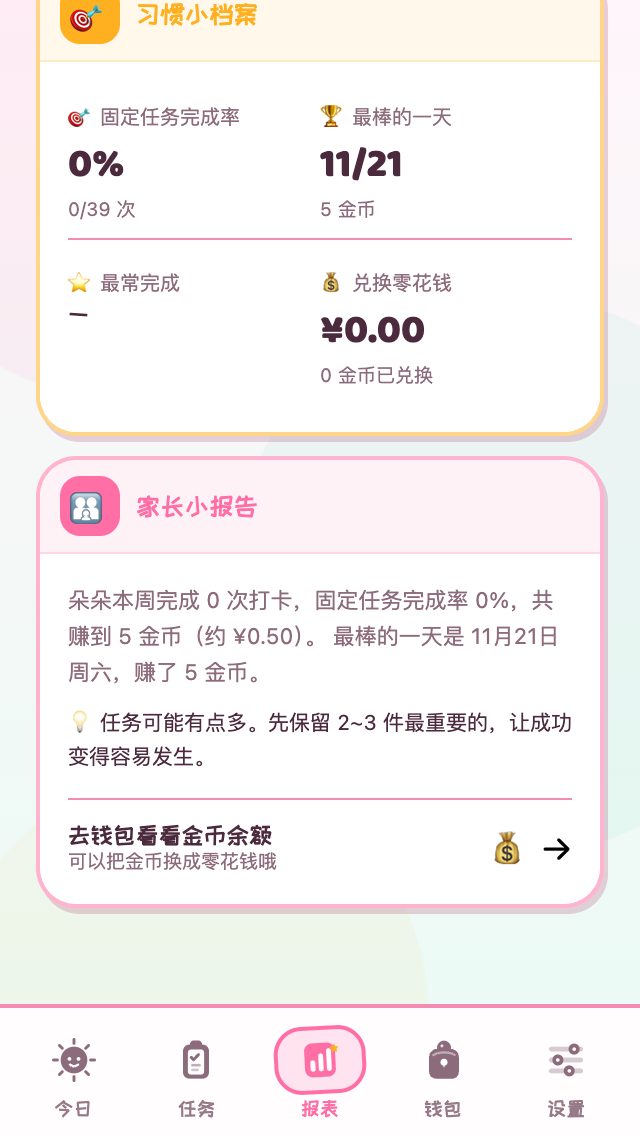 习惯小档案
固定任务完成率
最棒的一天
0%
11/21
0/39 次
5 金币
最常完成
兑换零花钱
—
¥0.00
0 金币已兑换
家长小报告
朵朵本周完成 0 次打卡，固定任务完成率 0%，共
赚到 5 金币（约 ¥0.50）。 最棒的一天是 11月21日
周六，赚了 5 金币。
💡 任务可能有点多。先保留 2~3 件最重要的，让成功
变得容易发生。
去钱包看看金币余额
可以把金币换成零花钱哦
今日
任务
报表
钱包
设置